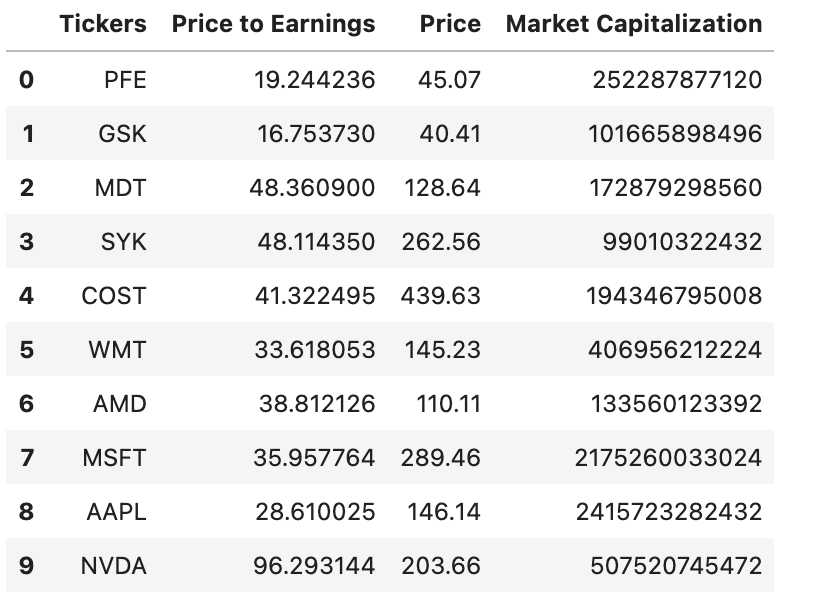 Tickers Price to Earnings Price Market Capitalization
0 PFE 19.244236 45.07 252287877120
1 GSK 16.753730 40.41 101665898496
2 MDT 48.360900 128.64 172879298560
3 SYK 48.114350 262.56 99010322432
4 COST 41.322495 439.63 194346795008
5 WMT 33.618053 145.23 406956212224
6 AMD 38.812126 110.11 133560123392
7 MSFT 35.957764 289.46 2175260033024
8 AAPL 28.610025 146.14 2415723282432
9 NVDA 96.293144 203.66 507520745472